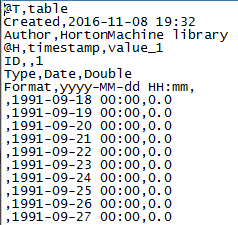 @T,table
Created,2016-11-08 19:32
Author,HortonMachine library
@H,timestamp,value_1
ID,,1
Type,Date,Double
Format,yyyy-MM-dd HH:mm,
,1991-09-18 00:00,0.0
,1991-09-19 00:00,0.0
,1991-09-20 00:00,0.0
,1991-09-21 00:00,0.0
,1991-09-22 00:00,0.0
,1991-09-23 00:00,0.0
,1991-09-24 00:00,0.0
,1991-09-25 00:00,0.0
,1991-09-26 00:00,0.0
,1991-09-27 00:00,0.0